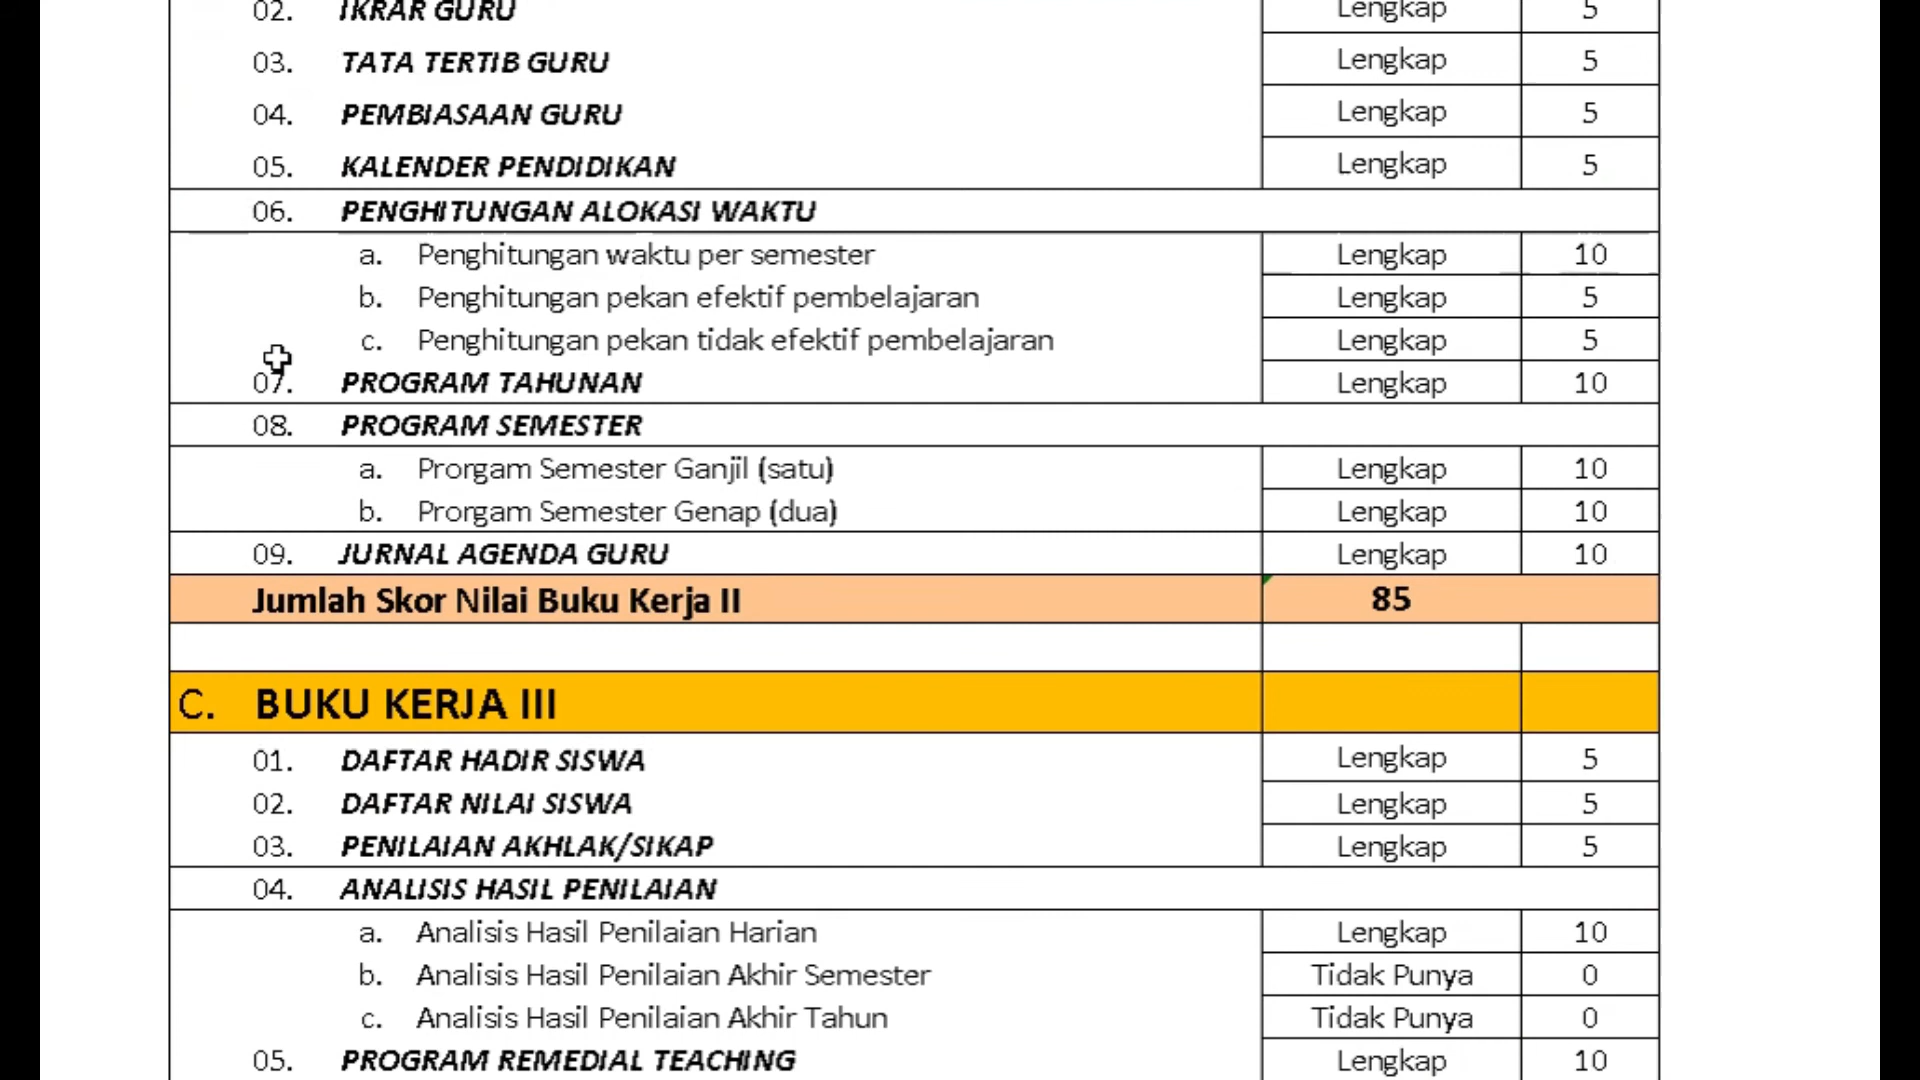 02. IKRAR GURU Lengkap 5
03. TATA TERTIB GURU Lengkap 5
04. PEMBIASAAN GURU Lengkap 5
05. KALENDER PENDIDIKAN Lengkap 5
06. PENGHITUNGAN ALOKASI WAKTU
a. Penghitungan waktu per semester Lengkap 10
b. Penghitungan pekan efektif pembelajaran Lengkap 5
c. Penghitungan pekan tidak efektif pembelajaran Lengkap 5
07. PROGRAM TAHUNAN Lengkap 10
08. PROGRAM SEMESTER
a. Prorgam Semester Ganjil (satu) Lengkap 10
b. Prorgam Semester Genap (dua) Lengkap 10
09. JURNAL AGENDA GURU Lengkap 10
Jumlah Skor Nilai Buku Kerja II 85
C. BUKU KERJA III
01. DAFTAR HADIR SISWA Lengkap 5
02. DAFTAR NILAI SISWA Lengkap 5
03. PENILAIAN AKHLAK/SIKAP Lengkap 5
04. ANALISIS HASIL PENILAIAN
a. Analisis Hasil Penilaian Harian Lengkap 10
b. Analisis Hasil Penilaian Akhir Semester Tidak Punya 0
c. Analisis Hasil Penilaian Akhir Tahun Tidak Punya 0
05. PROGRAM REMEDIAL TEACHING Lengkap 10